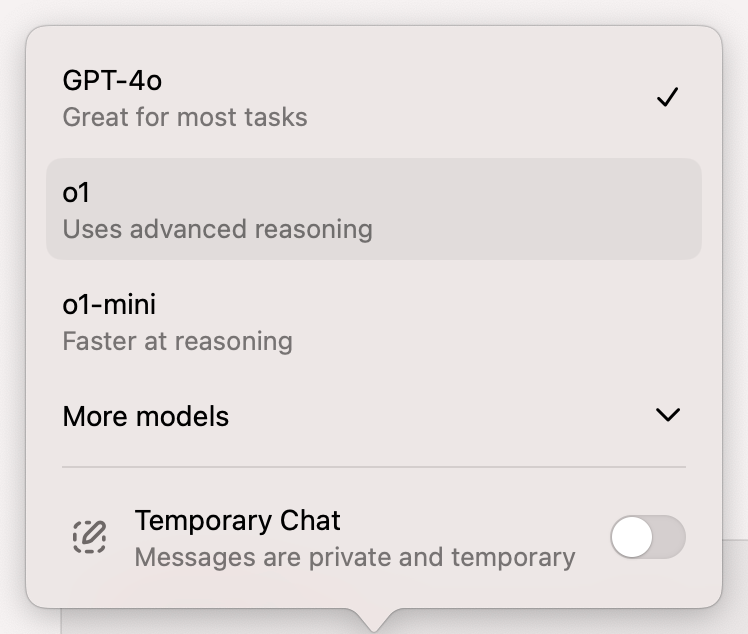 GPT-4o
Great for most tasks
o1
Uses advanced reasoning
o1-mini
Faster at reasoning
More models
Temporary Chat
Messages are private and temporary